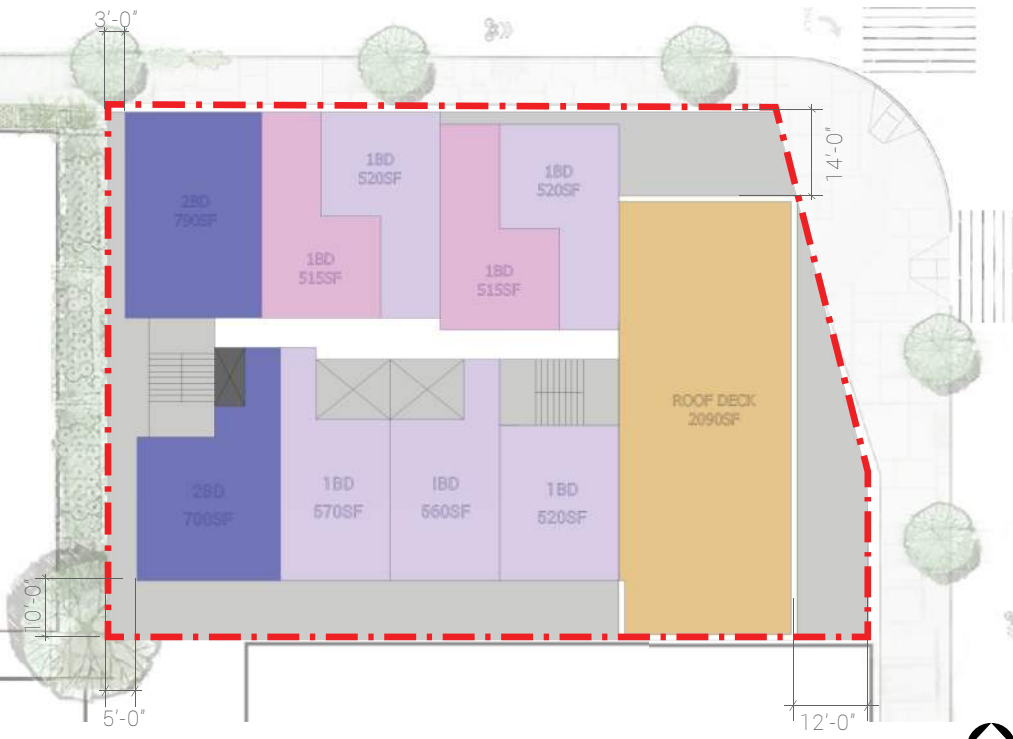 3'-0"
14'-0"
1BD
520SF
1BD
520SF
2BD
790SF
1BD
515SF
1BD
515SF
ROOF DECK
2090SF
2BD
700SF
1BD
570SF
IBD
560SF
1BD
520SF
10'-0"
5'-0"
12'-0"